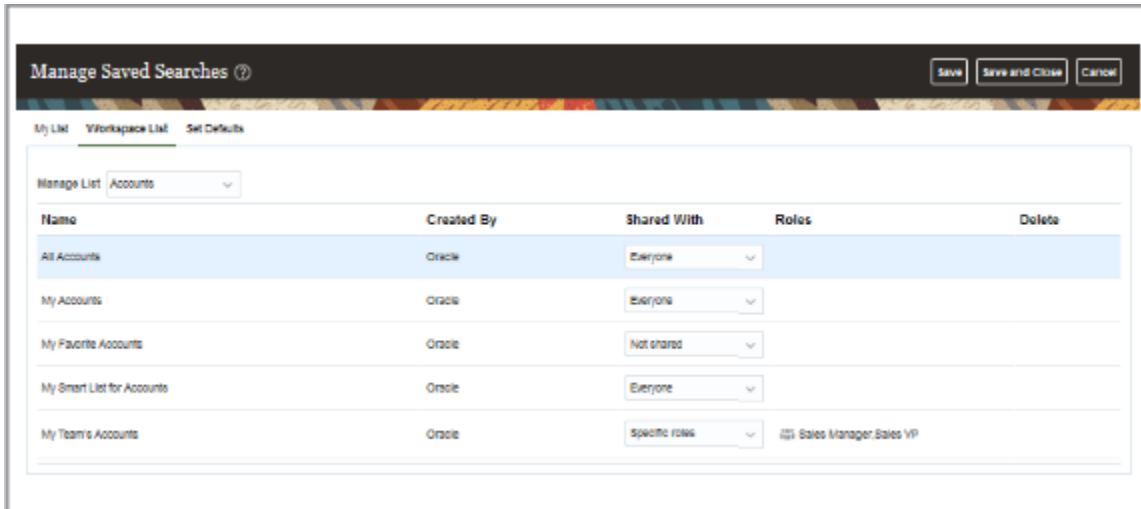 Manage Saved Searches ?
Save Save and Close Cancel
My List Workspace List Set Defaults
Manage List Accounts
Name Created By Shared With Roles Delete
All Accounts Oracle Everyone
My Accounts Oracle Everyone
My Favorite Accounts Oracle Not shared
My Smart List for Accounts Oracle Everyone
My Team's Accounts Oracle Specific roles Sales Manager,Sales VP